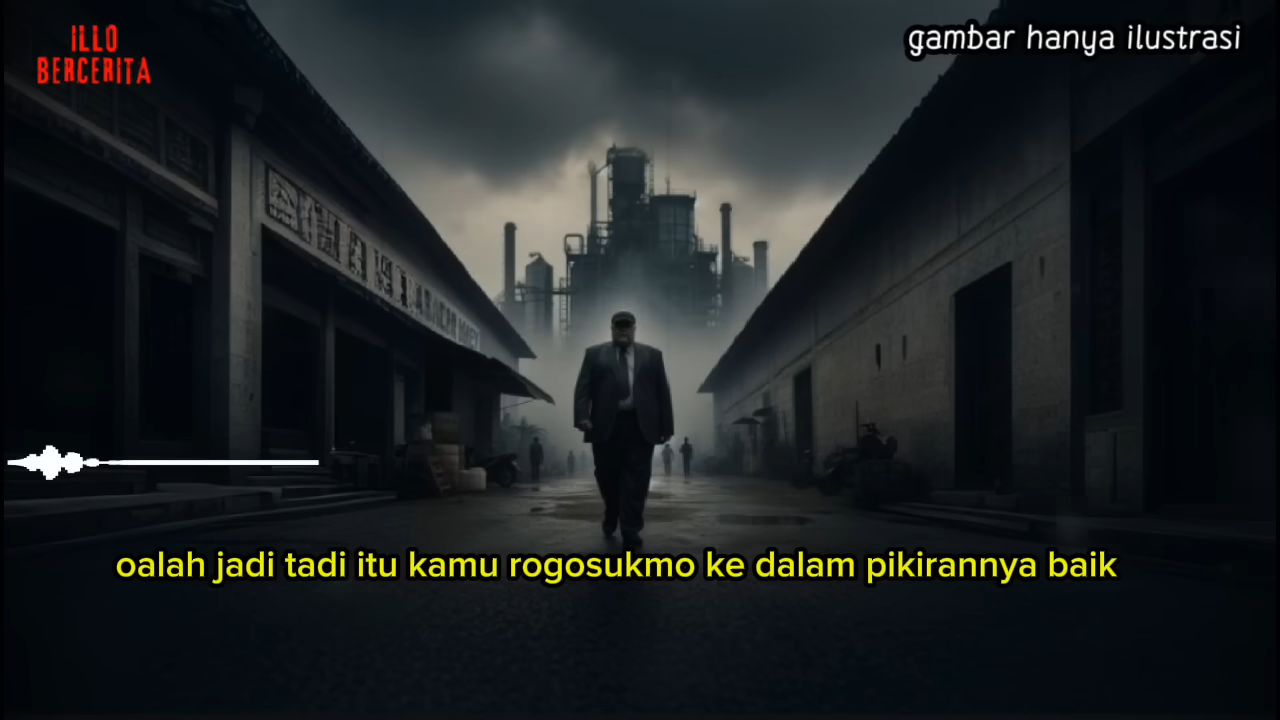 ILLO
BERCERITA
gambar hanya ilustrasi
oalah jadi tadi itu kamu rogosukmo ke dalam pikirannya baik